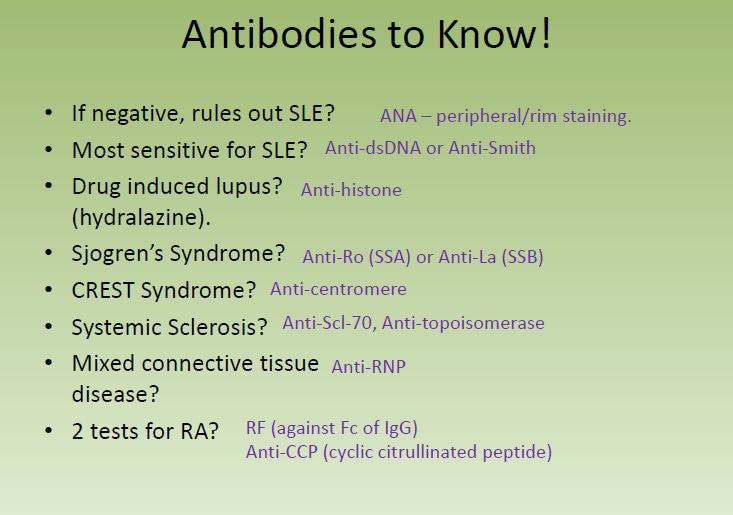 Antibodies to Know!
• If negative, rules out SLE? ANA – peripheral/rim staining.
• Most sensitive for SLE? Anti-dsDNA or Anti-Smith
• Drug induced lupus? Anti-histone
(hydralazine).
• Sjogren’s Syndrome? Anti-Ro (SSA) or Anti-La (SSB)
• CREST Syndrome? Anti-centromere
• Systemic Sclerosis? Anti-Scl-70, Anti-topoisomerase
• Mixed connective tissue Anti-RNP
disease?
• 2 tests for RA? RF (against Fc of IgG)
Anti-CCP (cyclic citrullinated peptide)